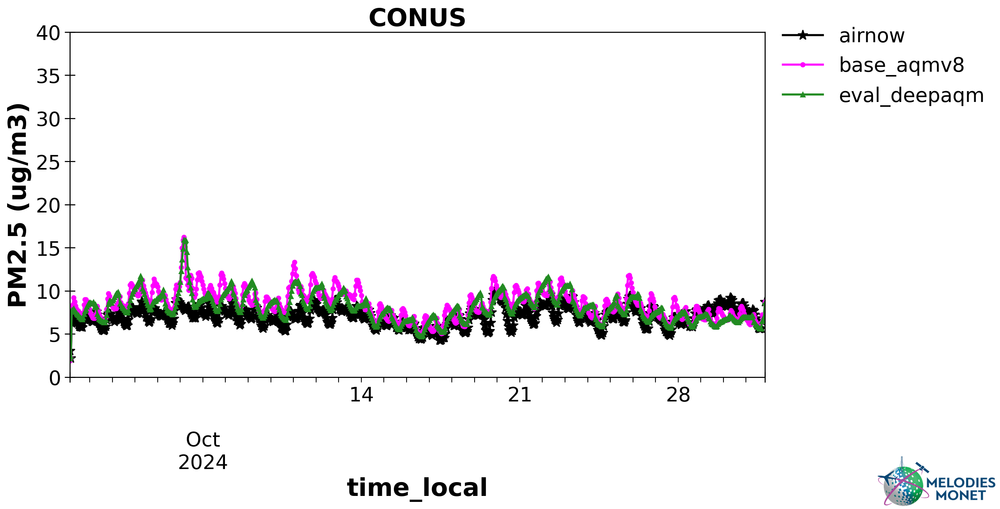 CONUS
40
35
30
25
20
15
10
5
0
PM2.5 (ug/m3)
14
21
28
Oct
2024
time_local
airnow
base_aqmv8
eval_deepaqm
MELODIES
MONET